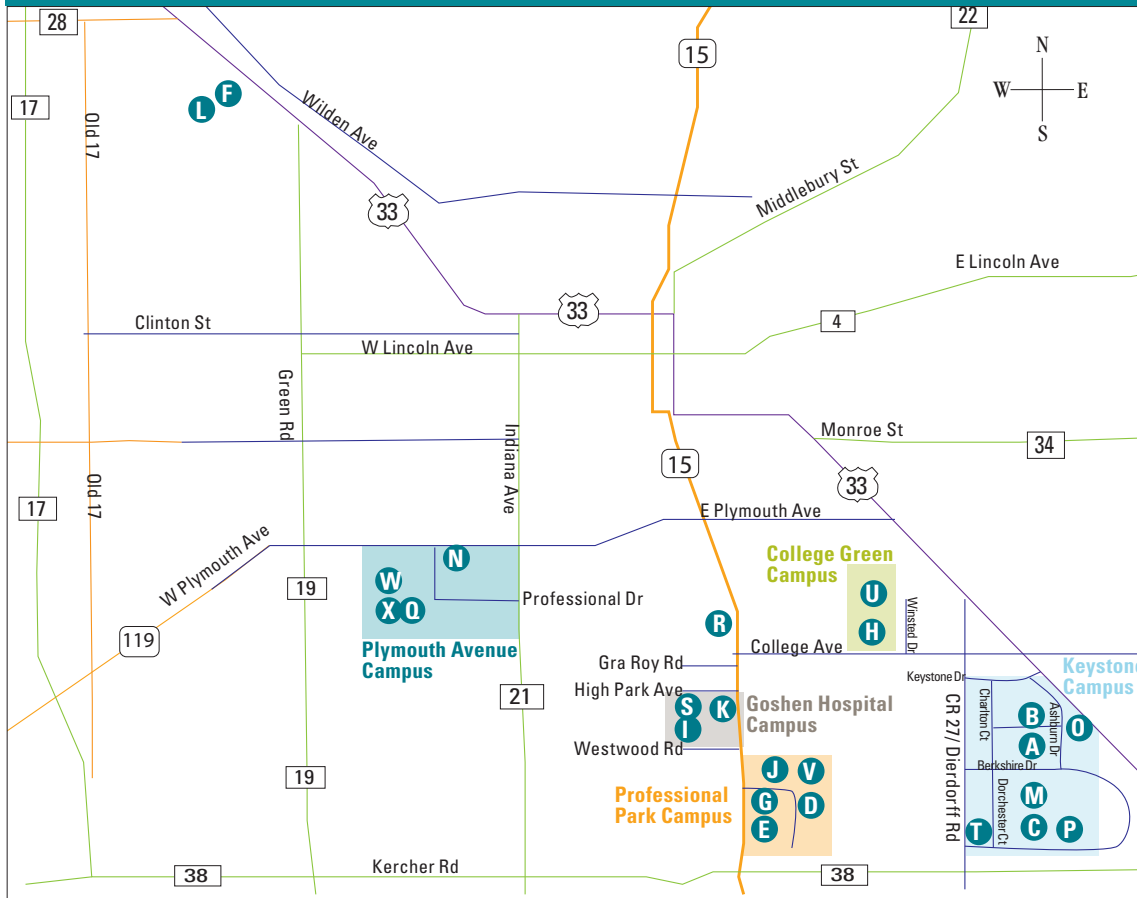 28
22
15
N
W E
S
17
F
L
Old 17
Wilden Ave
33
Middlebury St
E Lincoln Ave
33
Clinton St
4
W Lincoln Ave
Green Rd
Indiana Ave
Monroe St
34
15
33
17
Old 17
E Plymouth Ave
W Plymouth Ave
N
College Green
Campus
W
19
X Q
U
Professional Dr
H
Winsted Dr
119
R
Plymouth Avenue
Campus
College Ave
Gra Roy Rd
Keystone
Campus
Keystone Dr
High Park Ave
21
S K
I
Goshen Hospital
Campus
Charlton Ct
B
Ashburn Dr
O
A
Westwood Rd
CR 27/ Dierdorff Rd
Berkshire Dr
J V
19
Professional
Park Campus
G D
E
Dorchester Ct
M
T C P
Kercher Rd
38
38